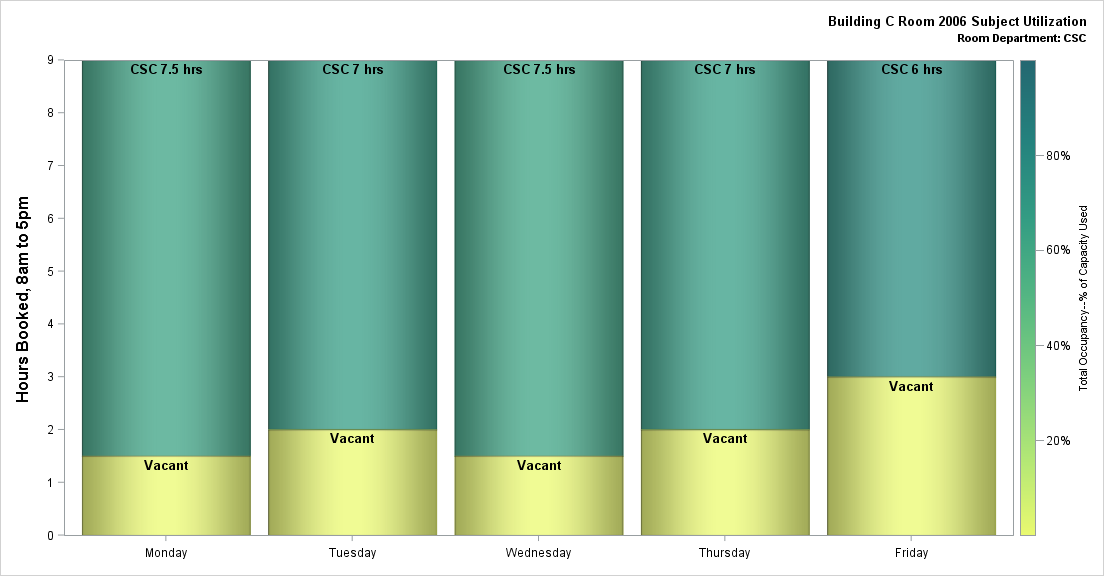 Building C Room 2006 Subject Utilization
Room Department: CSC
Hours Booked, 8am to 5pm
9
8
7
6
5
4
3
2
1
0
CSC 7.5 hrs
CSC 7 hrs
CSC 7.5 hrs
CSC 7 hrs
CSC 6 hrs
Vacant
Vacant
Vacant
Vacant
Vacant
Monday
Tuesday
Wednesday
Thursday
Friday
80%
60%
40%
20%
Total Occupancy--% of Capacity Used